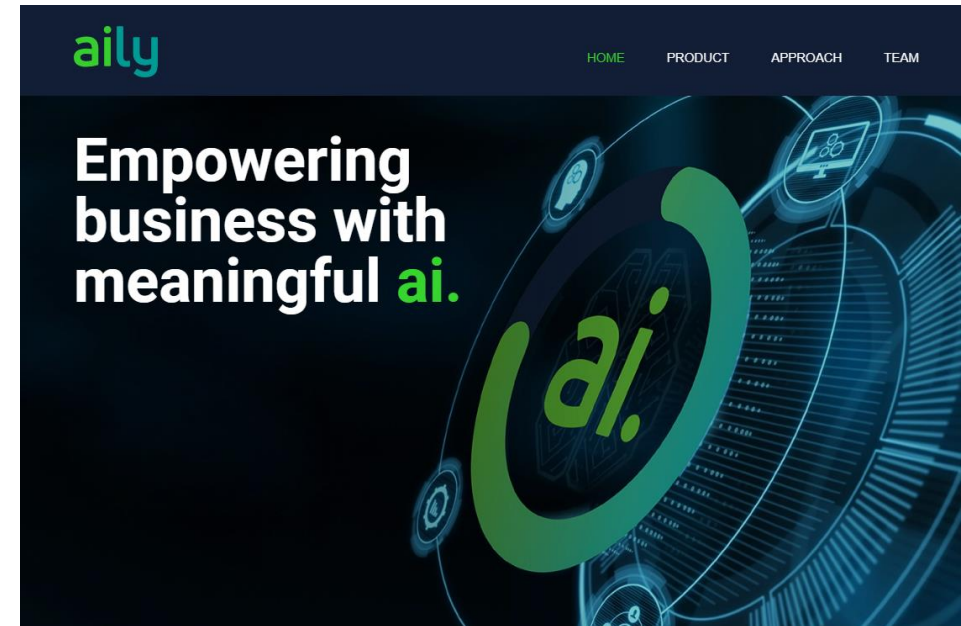 aily
HOME PRODUCT APPROACH TEAM
Empowering
business with
meaningful ai.
ai.